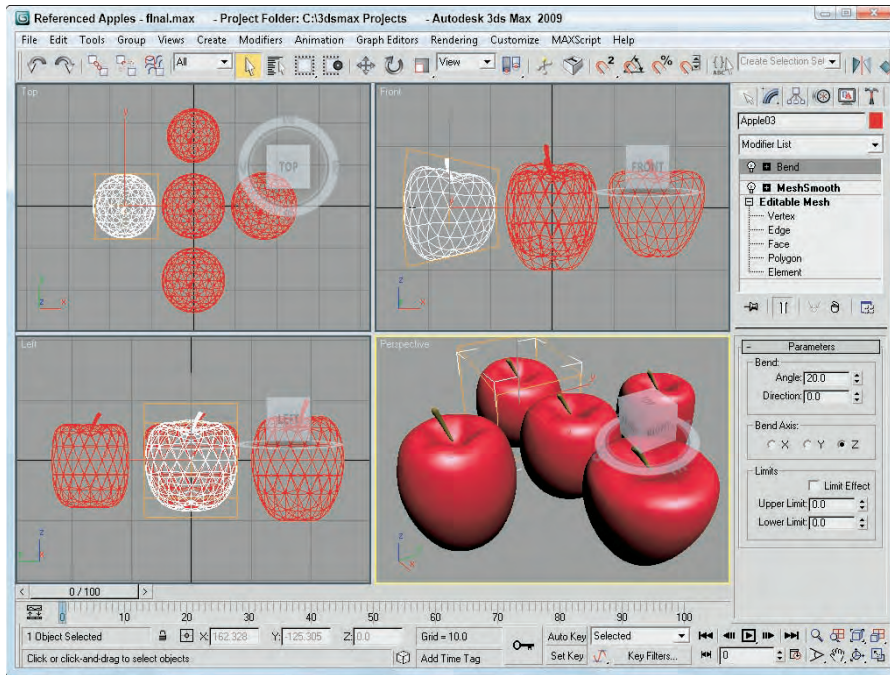 Referenced Apples - final.max - Project Folder: C:\3dsmax Projects - Autodesk 3ds Max 2009
File Edit Tools Group Views Create Modifiers Animation Graph Editors Rendering Customize MAXScript Help
All View Create Selection Set
Top
Front
TOP
FRONT
Apple03
Modifier List
Bend
MeshSmooth
Editable Mesh
Vertex
Edge
Face
Polygon
Element
Left
Perspective
LEFT
Parameters
Bend:
Angle: 20.0
Direction: 0.0
Bend Axis:
X Y Z
Limits
Limit Effect
Upper Limit: 0.0
Lower Limit: 0.0
0 / 100
0 10 20 30 40 50 60 70 80 90 100
1 Object Selected X: 162.328 Y: -125.305 Z: 0.0 Grid = 10.0 Auto Key Selected
Click or click-and-drag to select objects Add Time Tag Set Key Key Filters... 0